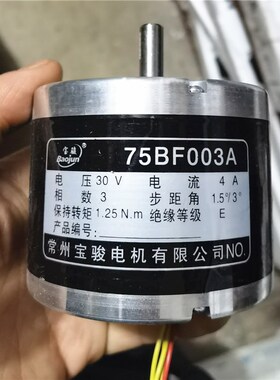 宝骏
Baojun
75BF003A
电 压 30 V 电 流 4 A
相 数 3 步 距 角 1.5°/3°
保持转矩 1.25 N.m 绝缘等级 E
产品编号:
常州宝骏电机有限公司NO.